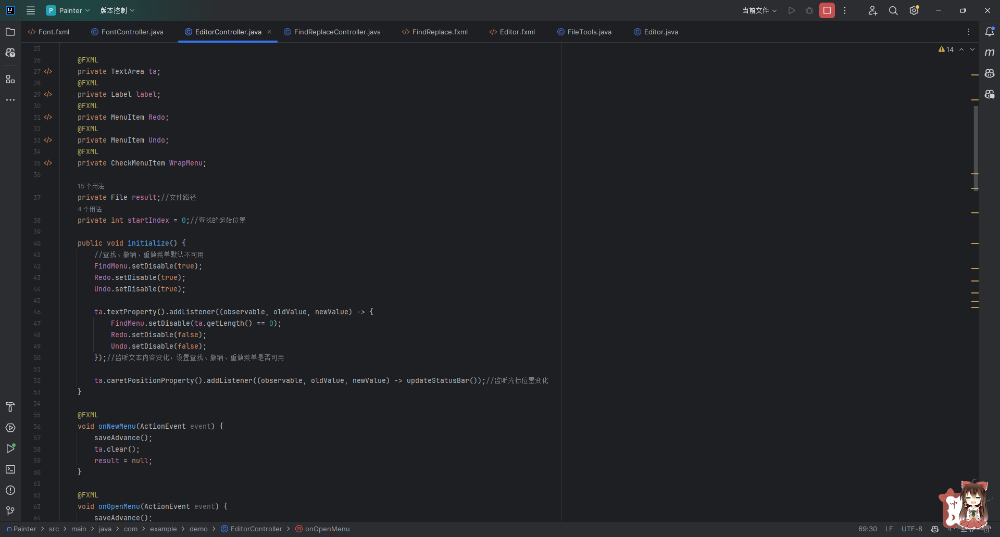 IJ P Painter 版本控制 当前文件
Font.fxml FontController.java EditorController.java FindReplaceController.java FindReplace.fxml Editor.fxml FileTools.java Editor.java
14
25
26 @FXML
27 private TextArea ta;
28 @FXML
29 private Label label;
30 @FXML
31 private MenuItem Redo;
32 @FXML
33 private MenuItem Undo;
34 @FXML
35 private CheckMenuItem WrapMenu;
36
15个用法
37 private File result;//文件路径
4个用法
38 private int startIndex = 0;//查找的起始位置
39
40 public void initialize() {
41 //查找、撤销、重做菜单默认不可用
42 FindMenu.setDisable(true);
43 Redo.setDisable(true);
44 Undo.setDisable(true);
45
46 ta.textProperty().addListener((observable, oldValue, newValue) -> {
47 FindMenu.setDisable(ta.getLength() == 0);
48 Redo.setDisable(false);
49 Undo.setDisable(false);
50 });//监听文本内容变化，设置查找、撤销、重做菜单是否可用
51
52 ta.caretPositionProperty().addListener((observable, oldValue, newValue) -> updateStatusBar());//监听光标位置变化
53 }
54
55 @FXML
56 void onNewMenu(ActionEvent event) {
57 saveAdvance();
58 ta.clear();
59 result = null;
60 }
61
62 @FXML
63 void onOpenMenu(ActionEvent event) {
64 saveAdvance();
中
Painter > src > main > java > com > example > demo > EditorController > onOpenMenu 69:30 LF UTF-8